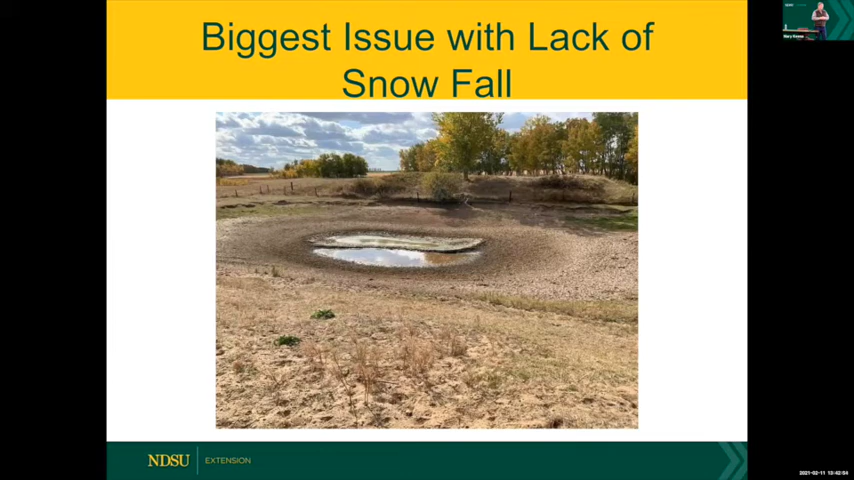 Biggest Issue with Lack of
Snow Fall
NDSU
EXTENSION
2021-02-11 13:42:04